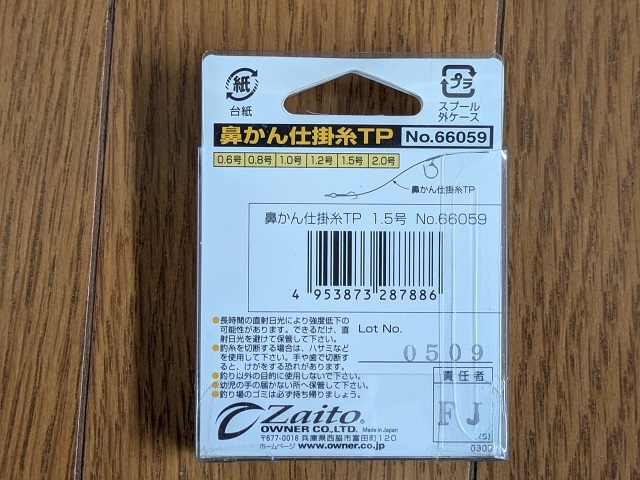 紙
台紙
プラ
スプール
外ケース
鼻かん仕掛糸TP No.66059
0.6号 0.8号 1.0号 1.2号 1.5号 2.0号
鼻かん仕掛糸TP
鼻かん仕掛糸TP 1.5号 No.66059
4 953873 287886
●長時間の直射日光により強度低下の
可能性があります。できるだけ、直
射日光を避けて保管して下さい。
●釣糸を切断する場合は、ハサミなど
を使用して下さい。手や歯で切断す
ると、けがをする恐れがあります。
●釣り以外の目的に使用しないで下さい。
●幼児の手の届かない所へ保管して下さい。
●釣り場のゴミは必ず持ち帰りましょう。
Lot No.
0509
責任者
FJ
0303
Zaito
OWNER CO.,LTD. Made in Japan
〒677-0018 兵庫県西脇市富田町120
ホームページ www.owner.co.jp